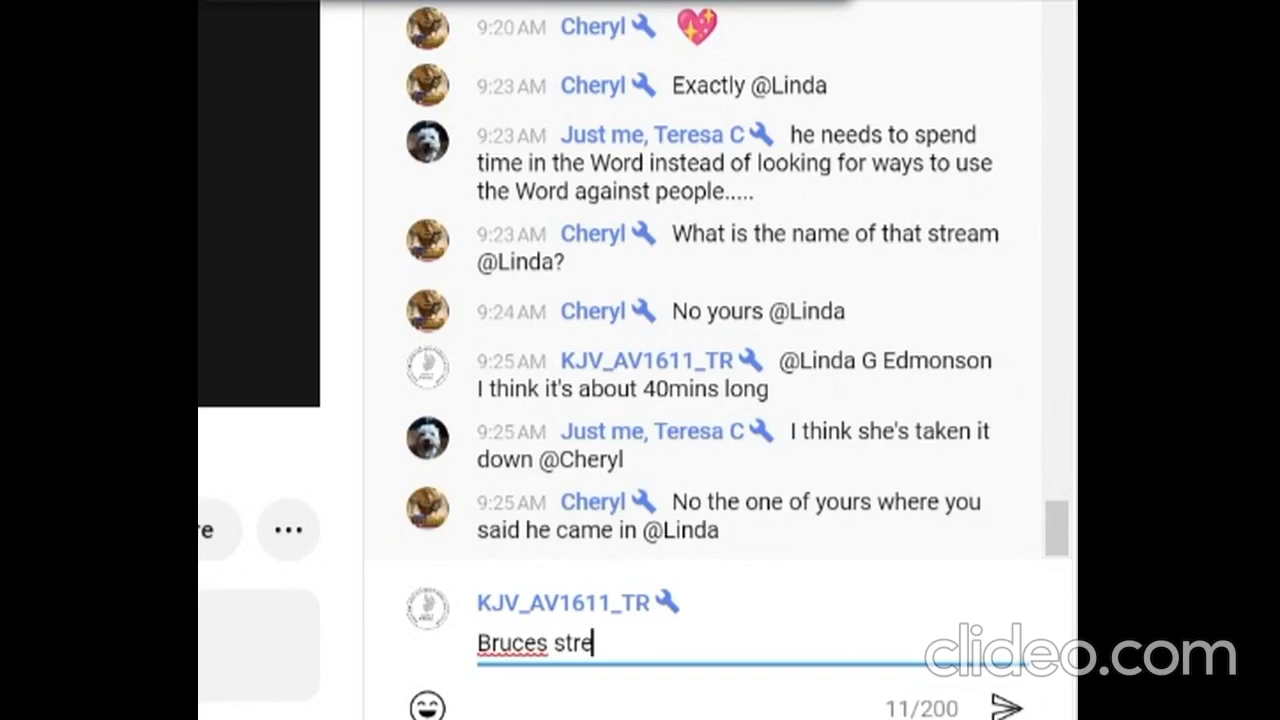 9:20 AM Cheryl 💖
9:23 AM Cheryl Exactly @Linda
9:23 AM Just me, Teresa C he needs to spend
time in the Word instead of looking for ways to use
the Word against people.....
9:23 AM Cheryl What is the name of that stream
@Linda?
9:24 AM Cheryl No yours @Linda
9:25 AM KJV_AV1611_TR @Linda G Edmonson
I think it's about 40mins long
9:25 AM Just me, Teresa C I think she's taken it
down @Cheryl
9:25 AM Cheryl No the one of yours where you
said he came in @Linda
re
KJV_AV1611_TR
Bruces stre
11/200
clideo.com